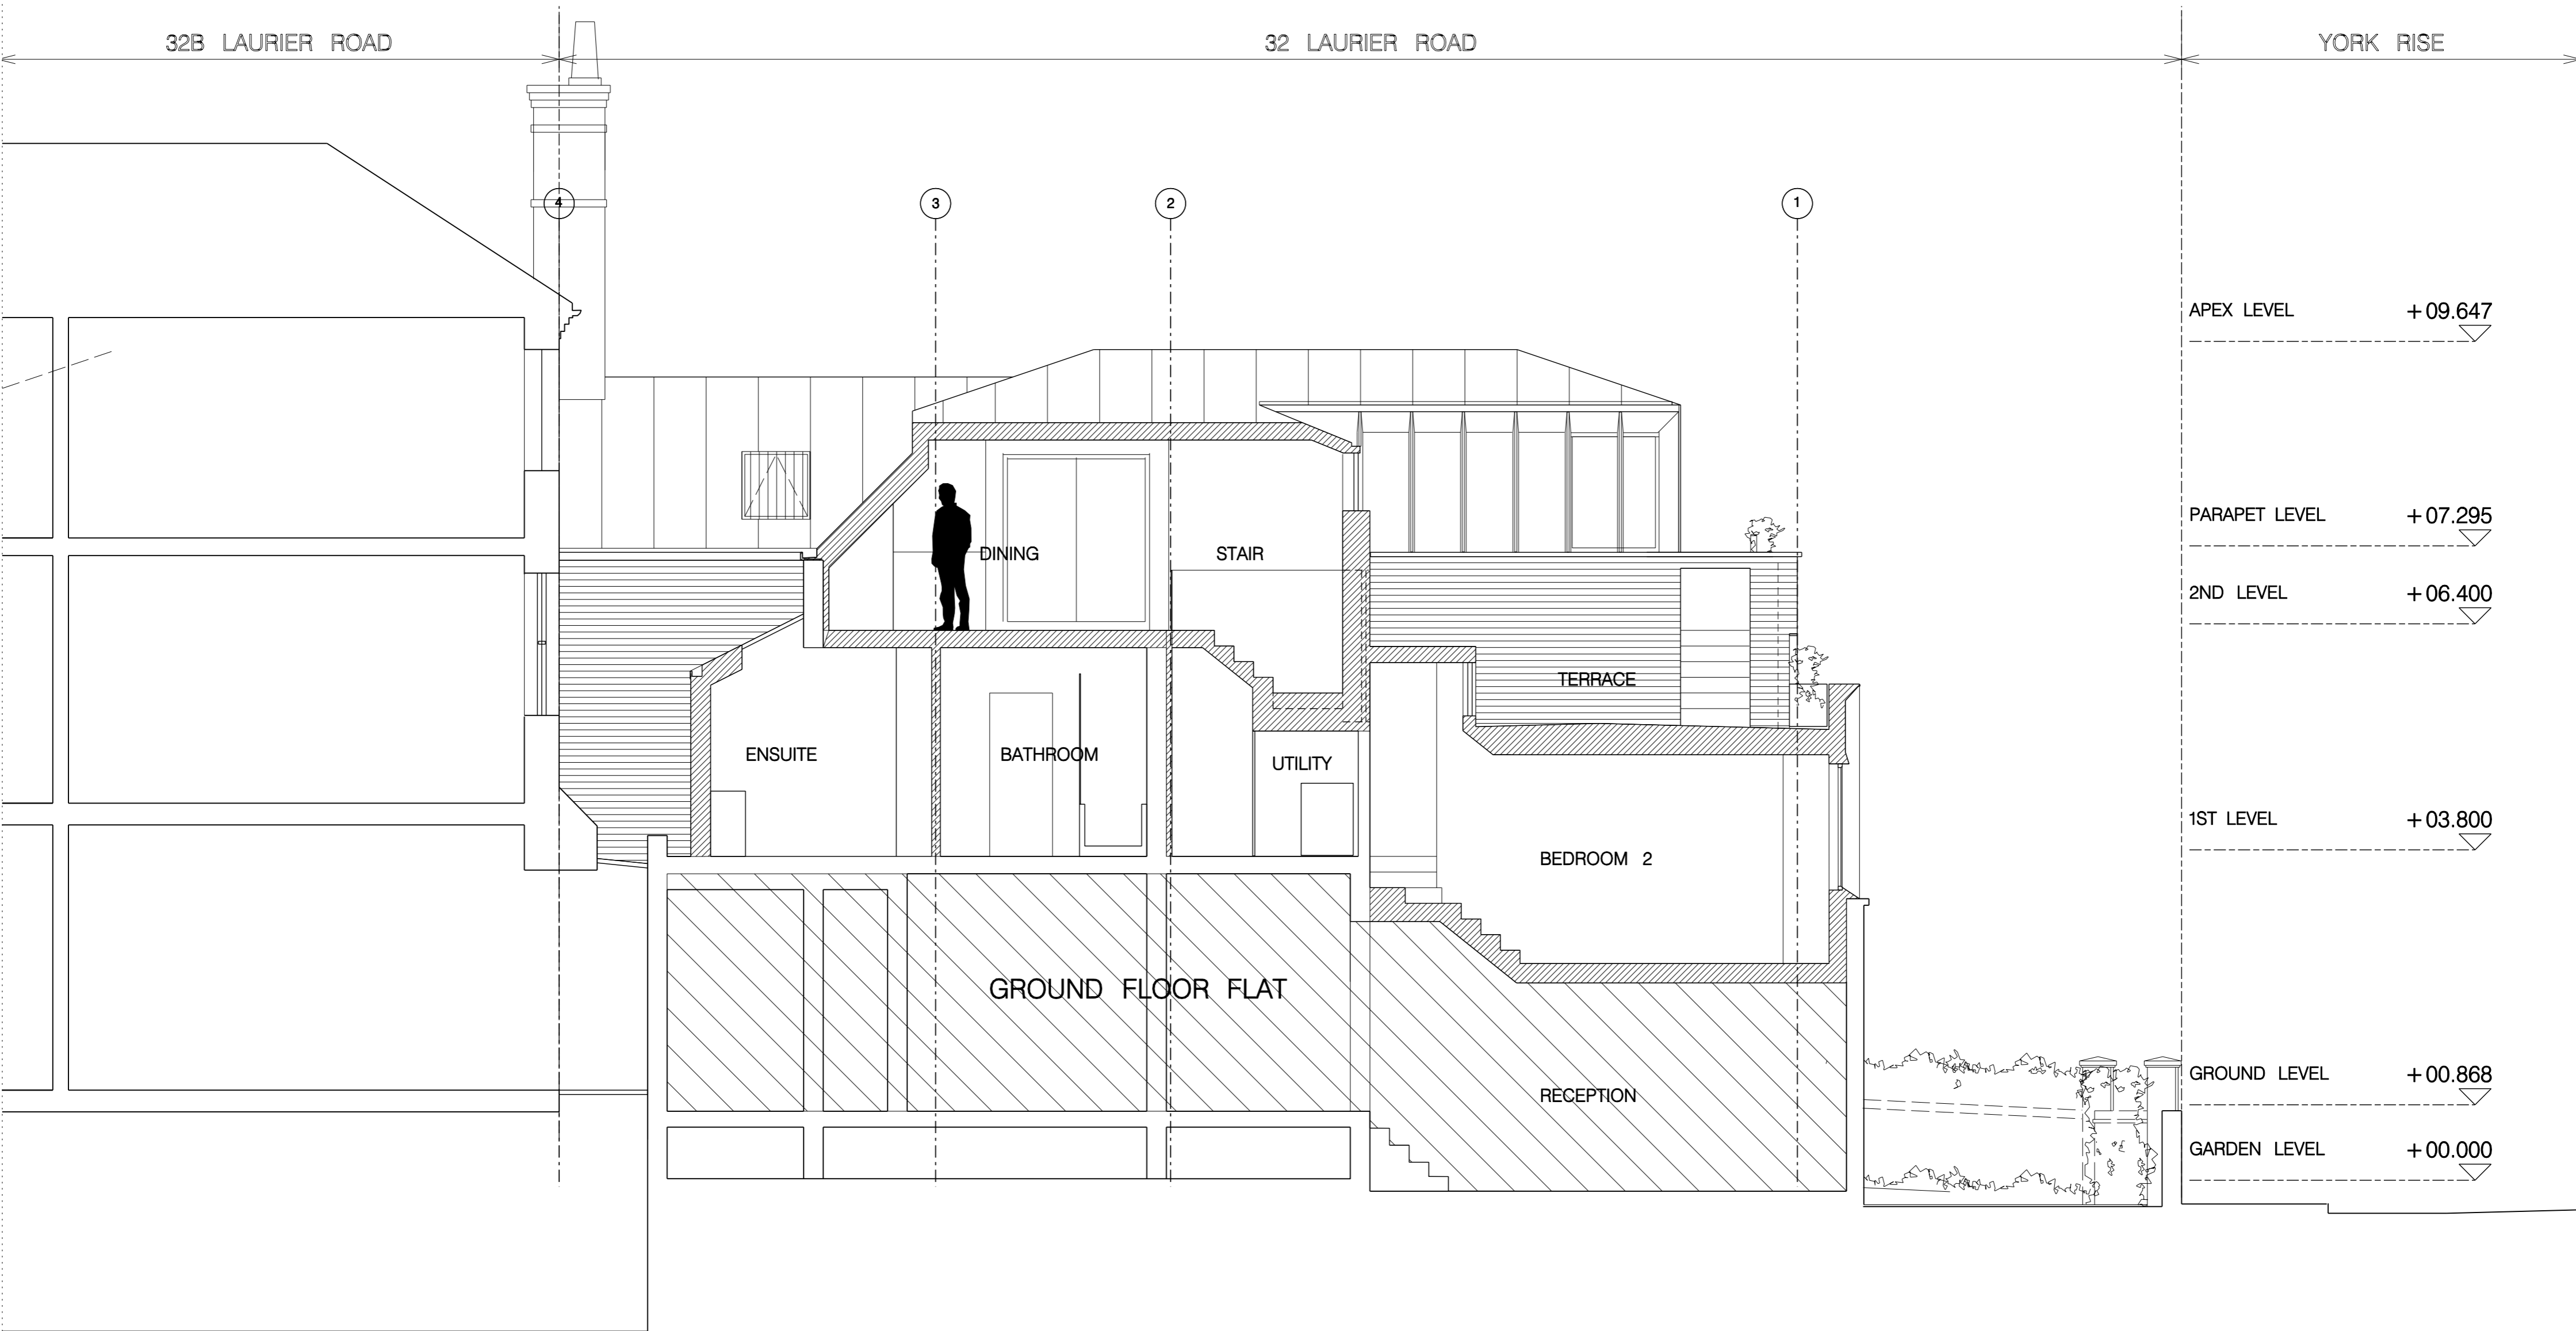 32B LAURIER ROAD
32 LAURIER ROAD
YORK RISE
4
3
2
1
APEX LEVEL +09.647
PARAPET LEVEL +07.295
2ND LEVEL +06.400
1ST LEVEL +03.800
GROUND LEVEL +00.868
GARDEN LEVEL +00.000
DINING
STAIR
TERRACE
ENSUITE
BATHROOM
UTILITY
BEDROOM 2
GROUND FLOOR FLAT
RECEPTION